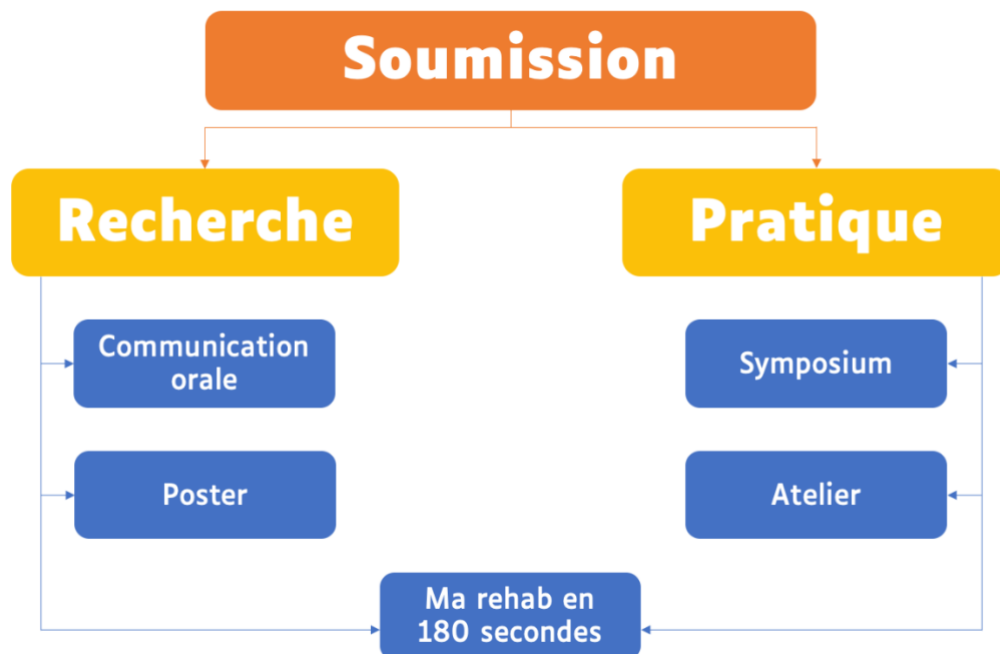 Soumission
Recherche
Pratique
Communication
orale
Symposium
Poster
Atelier
Ma rehab en
180 secondes